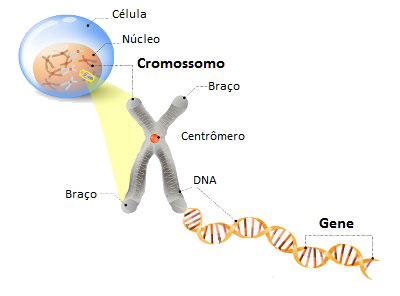 Célula
Núcleo
Cromossomo
Braço
Centrômero
DNA
Braço
Gene